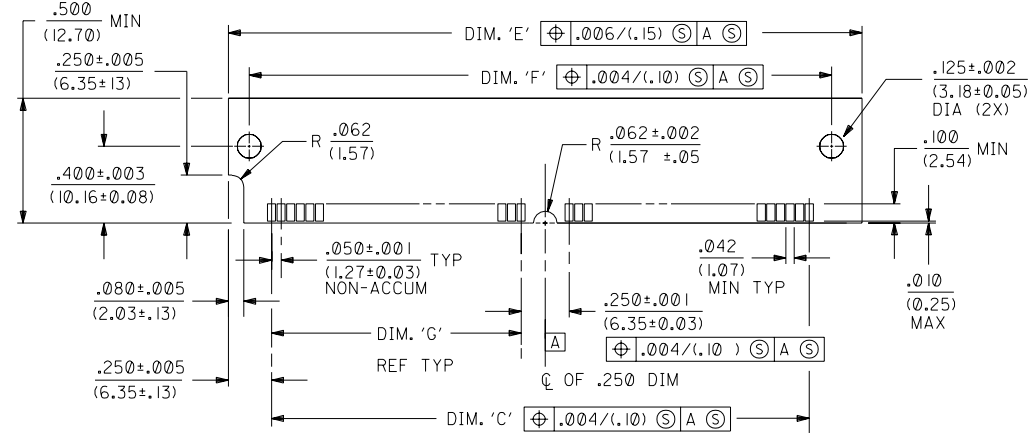 .500
(12.70) MIN
DIM. 'E' ⌖ .006/(.15) Ⓢ A Ⓢ
.250±.005
(6.35±13)
DIM. 'F' ⌖ .004/(.10) Ⓢ A Ⓢ
.125±.002
(3.18±0.05)
DIA (2X)
R .062
(1.57)
R .062±.002
(1.57 ±.05
.100
(2.54) MIN
.400±.003
(10.16±0.08)
.050±.001
(1.27±0.03) TYP
NON-ACCUM
.042
(1.07)
MIN TYP
.010
(0.25)
MAX
.080±.005
(2.03±.13)
.250±.001
(6.35±0.03)
DIM. 'G'
REF TYP
A
⌖ .004/(.10 ) Ⓢ A Ⓢ
℄ OF .250 DIM
.250±.005
(6.35±.13)
DIM. 'C' ⌖ .004/(.10) Ⓢ A Ⓢ